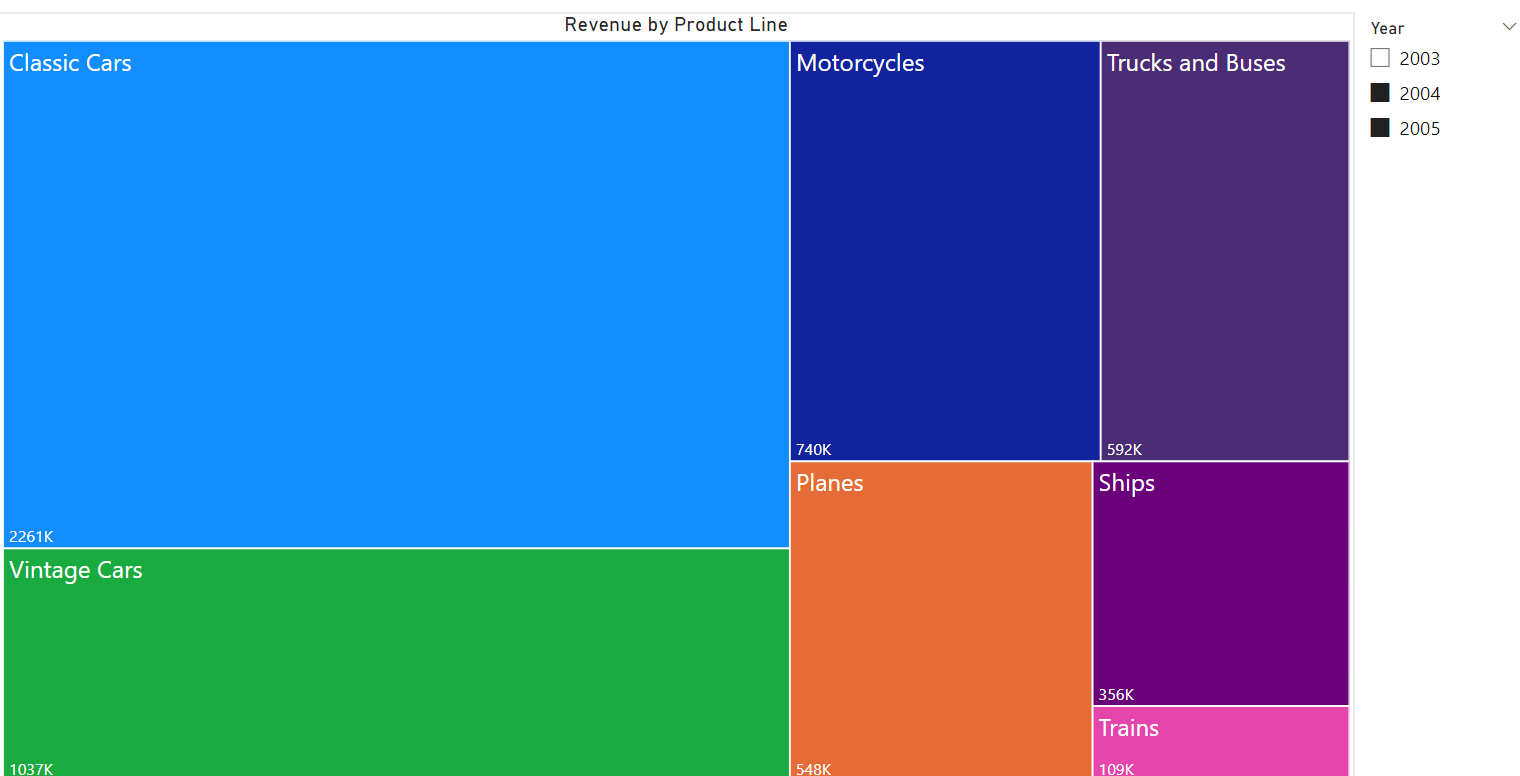 Revenue by Product Line
Classic Cars
2261K
Vintage Cars
1037K
Motorcycles
740K
Trucks and Buses
592K
Planes
548K
Ships
356K
Trains
109K
Year
2003
2004
2005